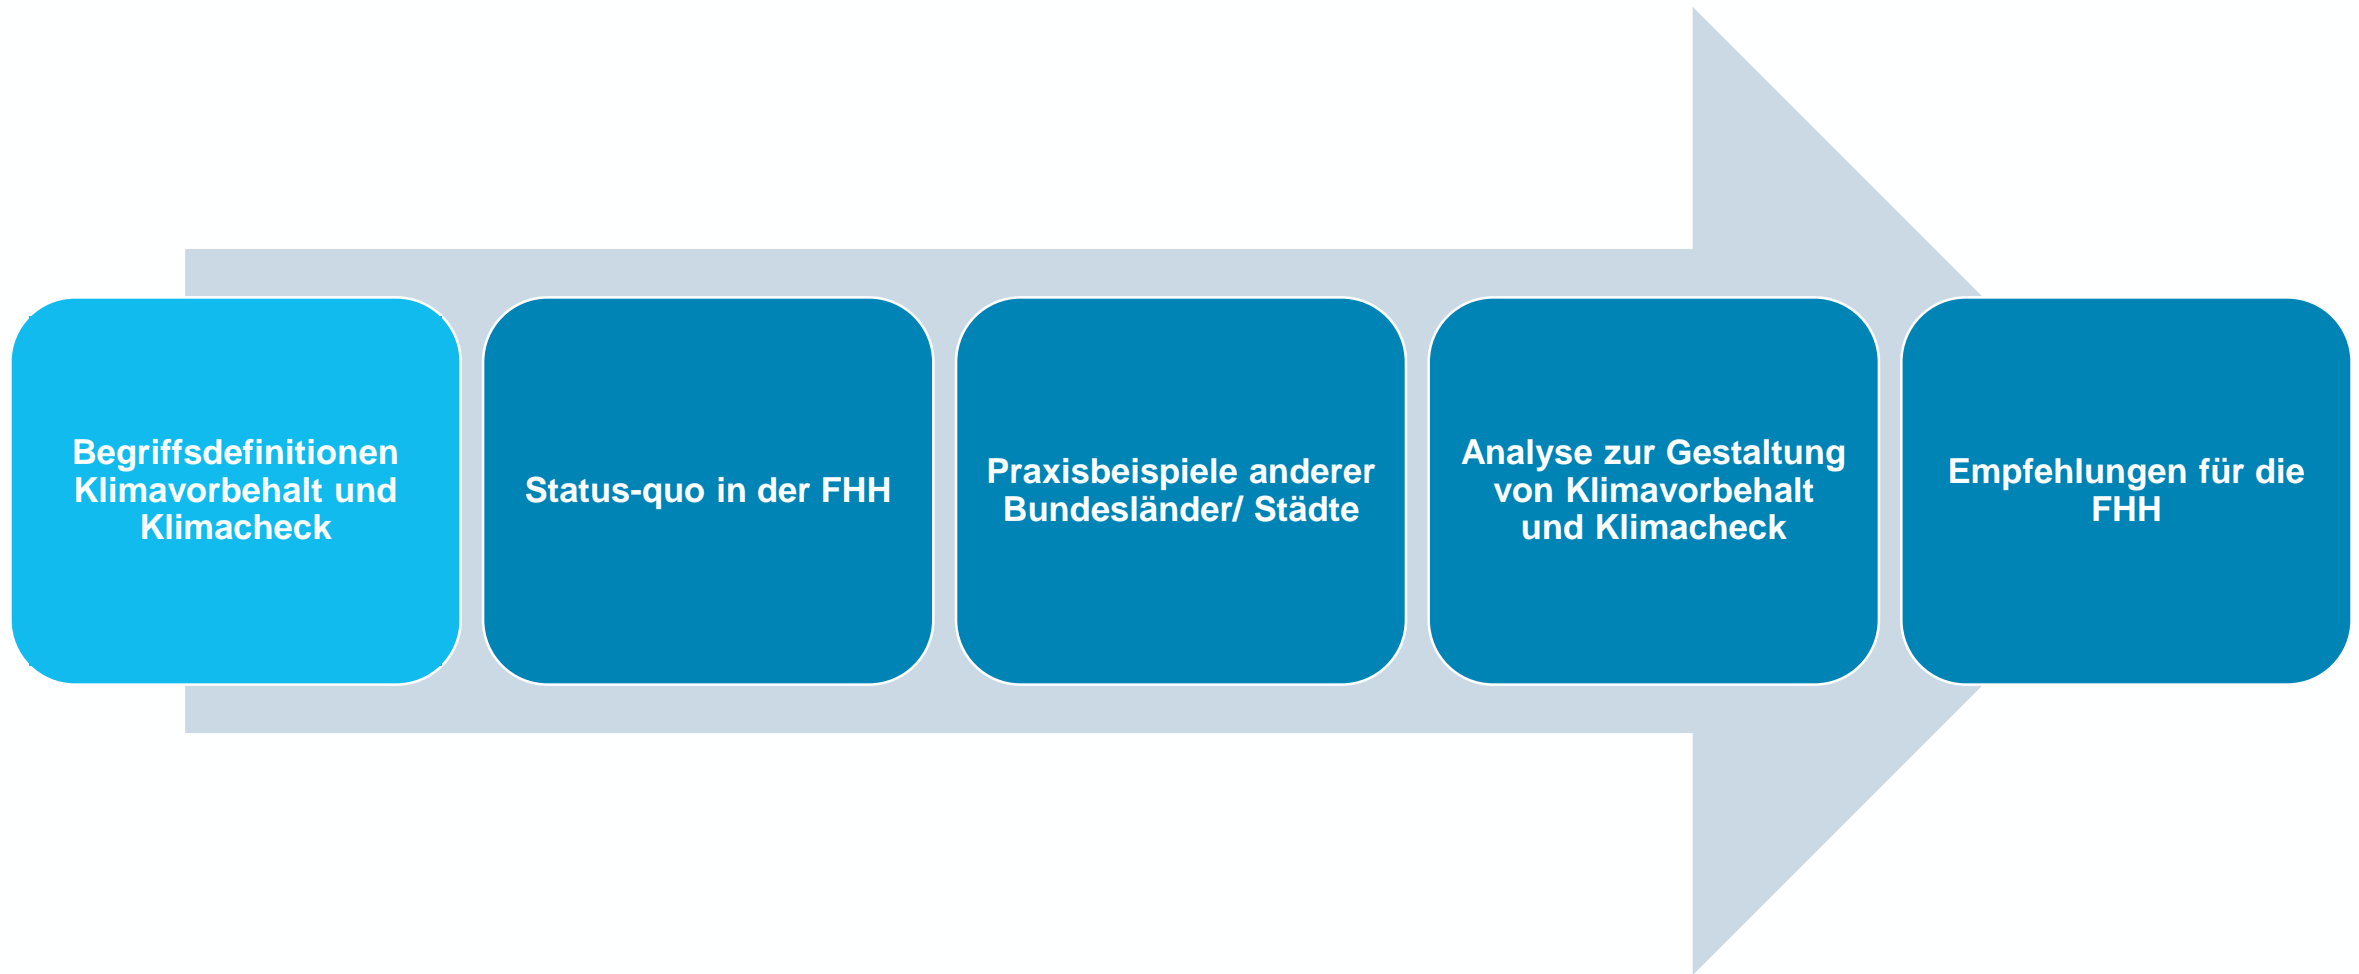 Begriffsdefinitionen
Klimavorbehalt und
Klimacheck
Status-quo in der FHH
Praxisbeispiele anderer
Bundesländer/ Städte
Analyse zur Gestaltung
von Klimavorbehalt
und Klimacheck
Empfehlungen für die
FHH